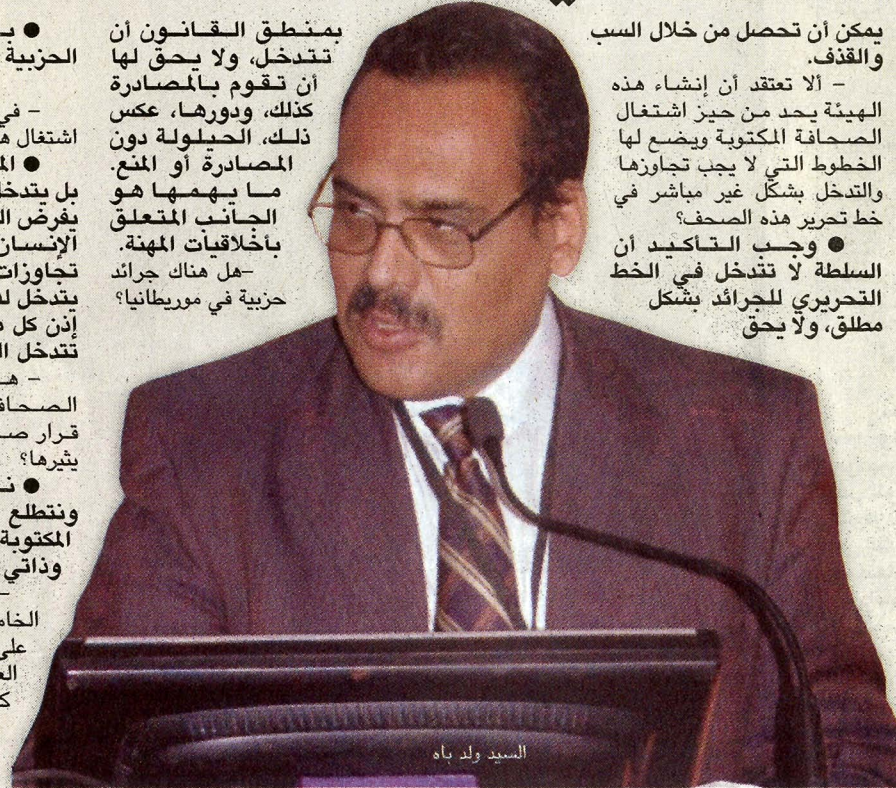 يمكن أن تحصل من خلال السب
والقذف.
– ألا تعتقد أن إنشاء هذه
الهيئة يحد من حيز اشتغال
الصحافة المكتوبة ويضع لها
الخطوط التي لا يجب تجاوزها
والتدخل بشكل غير مباشر في
خط تحرير هذه الصحف؟
● وجب التأكيد أن
السلطة لا تتدخل في الخط
التحريري للجرائد بشكل
مطلق، ولا يحق
بمنطق القانون أن
تتدخل، ولا يحق لها
أن تقوم بالمصادرة
كذلك، ودورها، عكس
ذلك، الحيلولة دون
المصادرة أو المنع.
ما يهمها هو
الجانب المتعلق
بأخلاقيات المهنة.
–هل هناك جرائد
حزبية في موريطانيا؟
●
الحزبية
– في
اشتغال
●
بل
يفرض
الإنسان
تجاوزات
يتدخل
إذن كل
تتدخل
–
قرار
يثيرها؟
●
ونتطلع
المكتوبة
وذاتي
–
على
السيد ولد باه